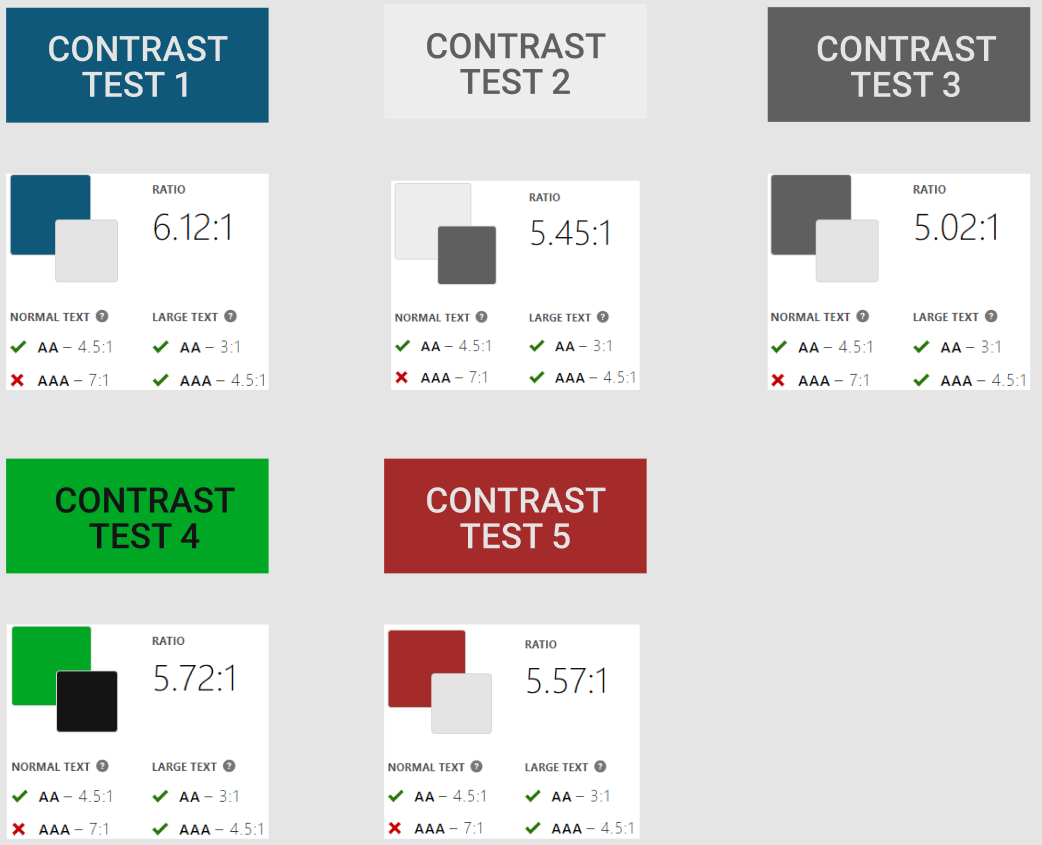 CONTRAST
TEST 1
CONTRAST
TEST 2
CONTRAST
TEST 3
RATIO
6.12:1
NORMAL TEXT ?
LARGE TEXT ?
AA – 4.5:1
AA – 3:1
AAA – 7:1
AAA – 4.5:1
RATIO
5.45:1
NORMAL TEXT ?
LARGE TEXT ?
AA – 4.5:1
AA – 3:1
AAA – 7:1
AAA – 4.5:1
RATIO
5.02:1
NORMAL TEXT ?
LARGE TEXT ?
AA – 4.5:1
AA – 3:1
AAA – 7:1
AAA – 4.5:1
CONTRAST
TEST 4
CONTRAST
TEST 5
RATIO
5.72:1
NORMAL TEXT ?
LARGE TEXT ?
AA – 4.5:1
AA – 3:1
AAA – 7:1
AAA – 4.5:1
RATIO
5.57:1
NORMAL TEXT ?
LARGE TEXT ?
AA – 4.5:1
AA – 3:1
AAA – 7:1
AAA – 4.5:1